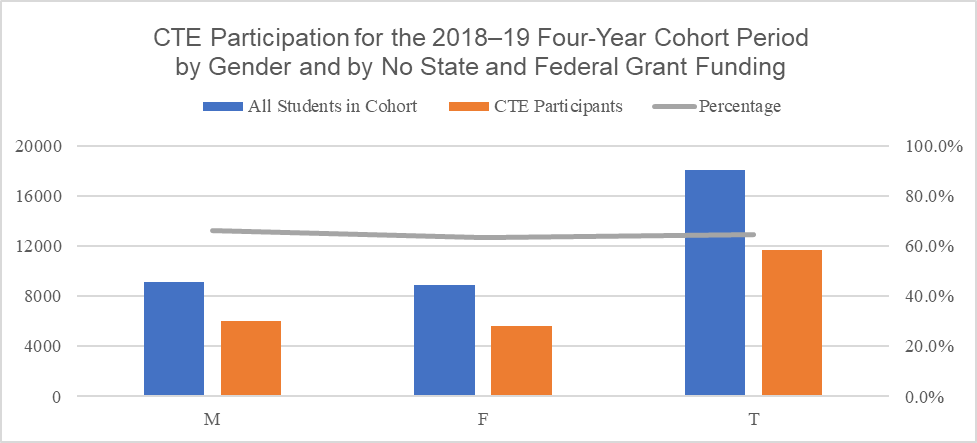 CTE Participation for the 2018–19 Four-Year Cohort Period
by Gender and by No State and Federal Grant Funding
All Students in Cohort CTE Participants Percentage
20000 100.0%
16000 80.0%
12000 60.0%
8000 40.0%
4000 20.0%
0 0.0%
M F T